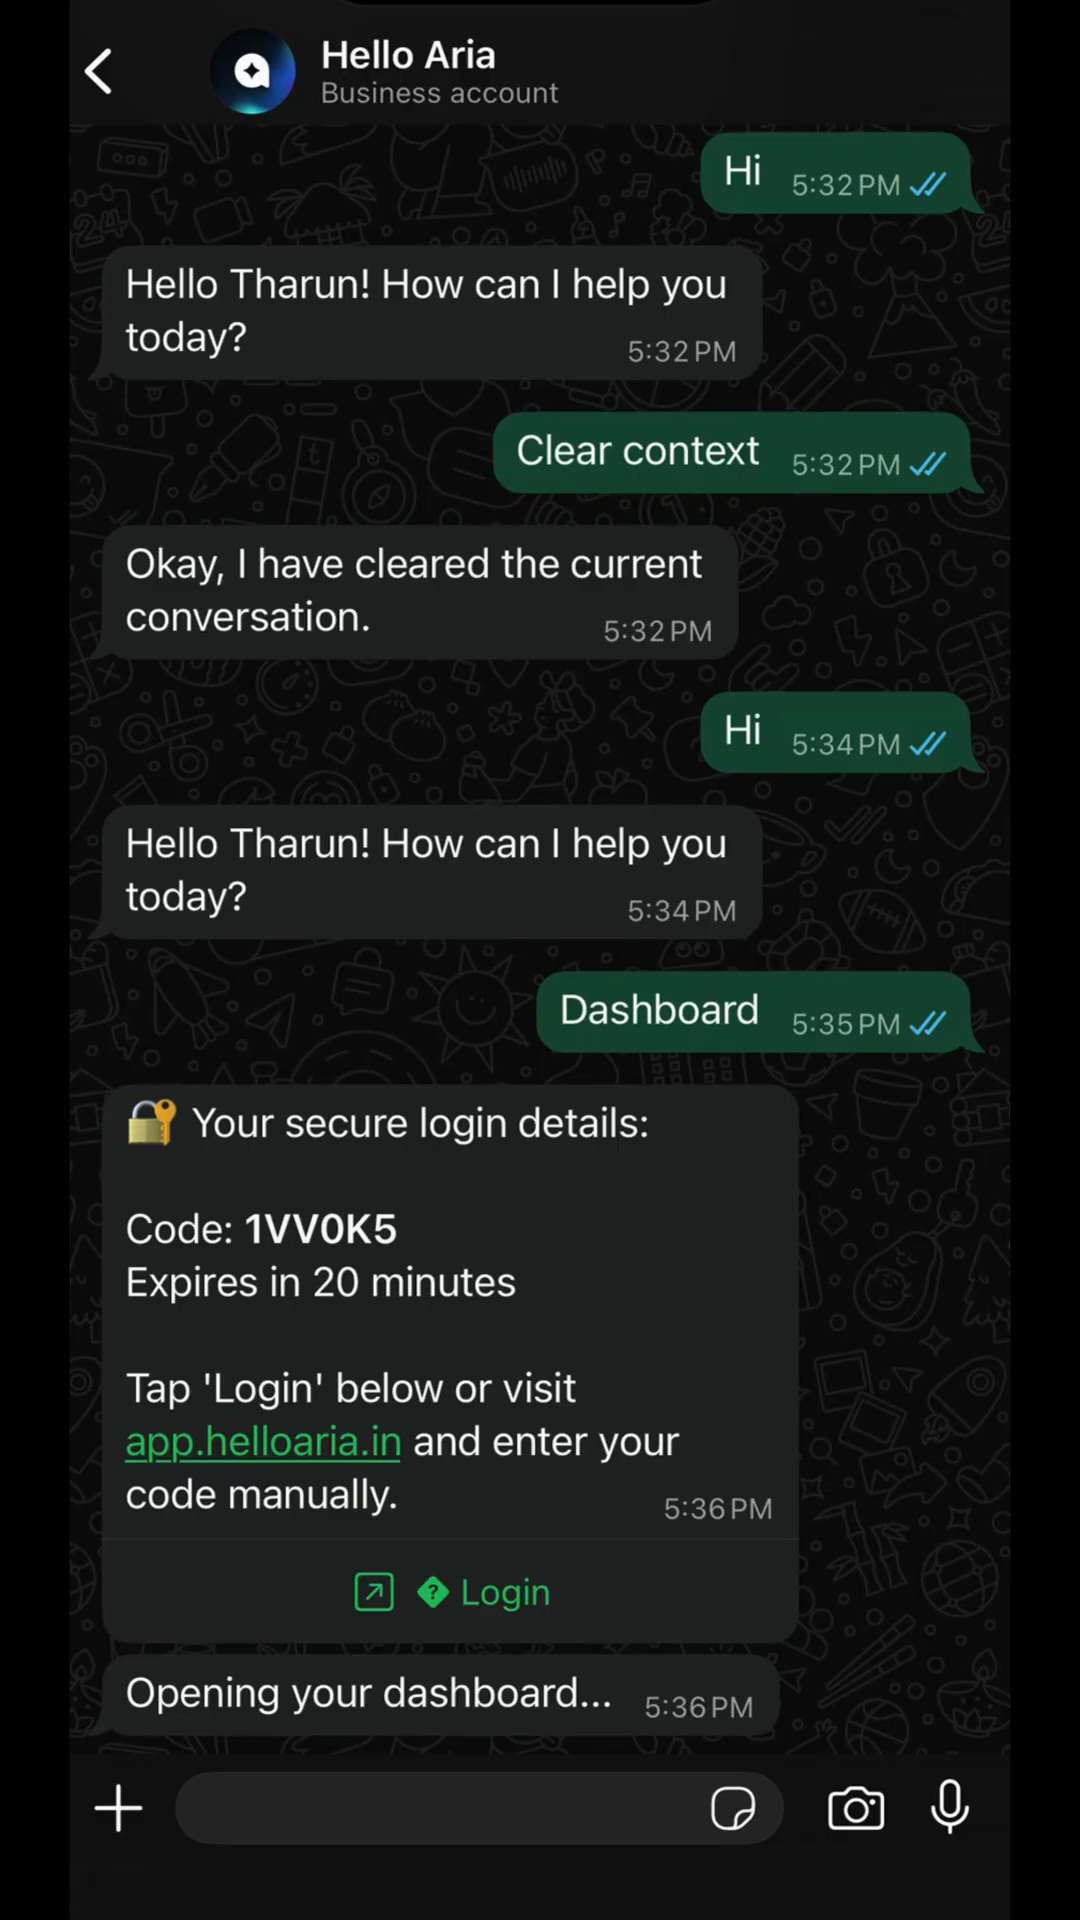 Hello Aria
Business account
Hi 5:32 PM
Hello Tharun! How can I help you
today?
5:32 PM
Clear context 5:32 PM
Okay, I have cleared the current
conversation.
5:32 PM
Hi 5:34 PM
Hello Tharun! How can I help you
today?
5:34 PM
Dashboard 5:35 PM
🔐 Your secure login details:
Code: 1VV0K5
Expires in 20 minutes
Tap 'Login' below or visit
app.helloaria.in and enter your
code manually.
5:36 PM
Login
Opening your dashboard... 5:36 PM